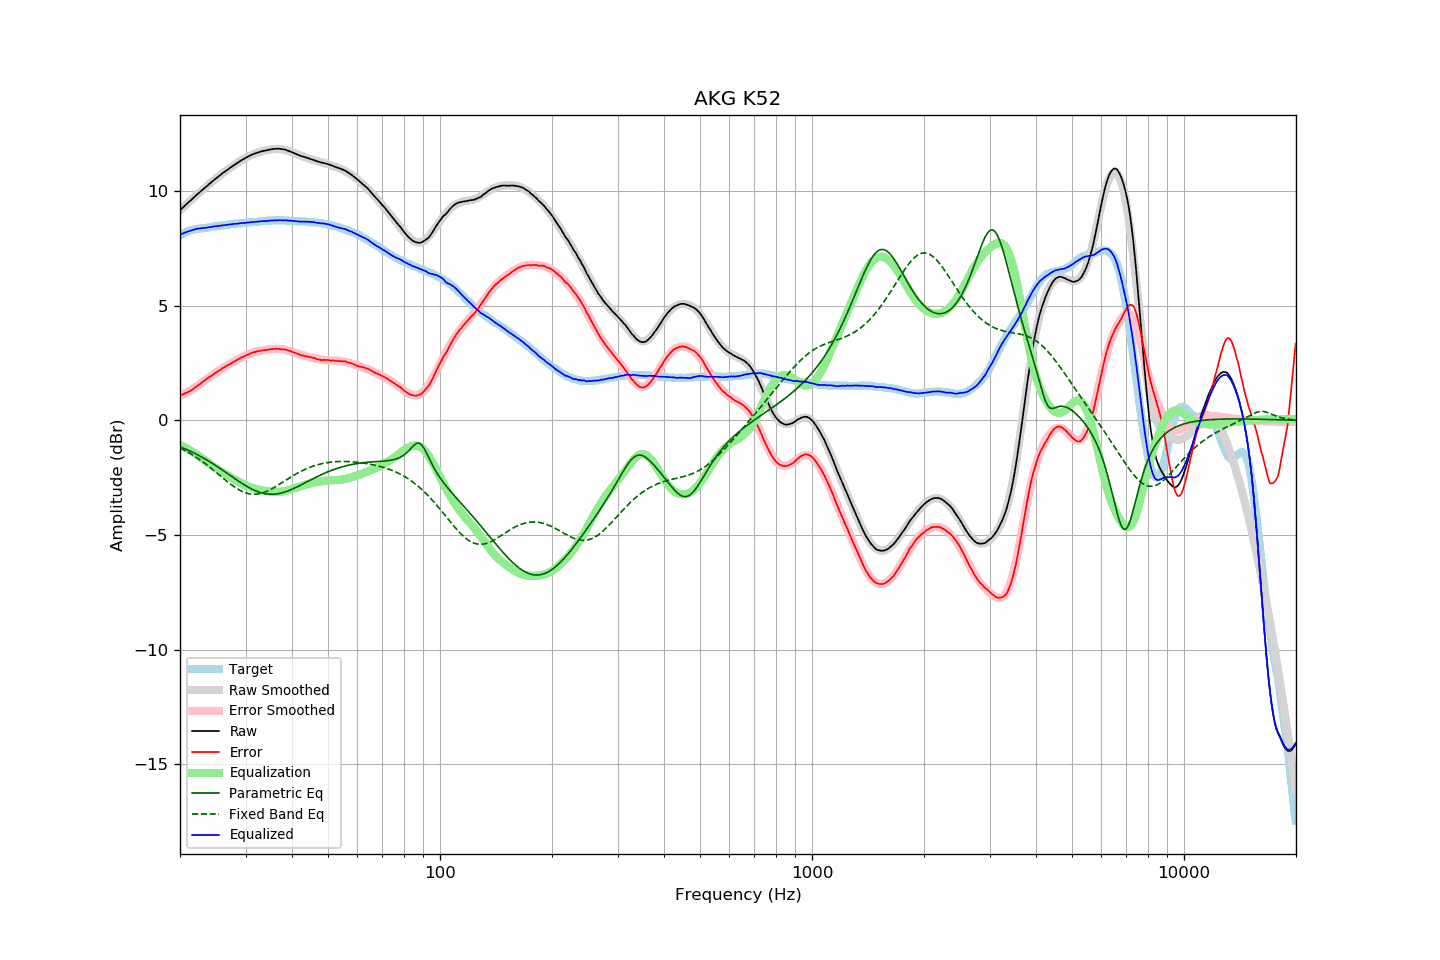 AKG K52
Amplitude (dBr)
10
5
0
−5
−10
−15
Target
Raw Smoothed
Error Smoothed
Raw
Error
Equalization
Parametric Eq
Fixed Band Eq
Equalized
100
1000
10000
Frequency (Hz)